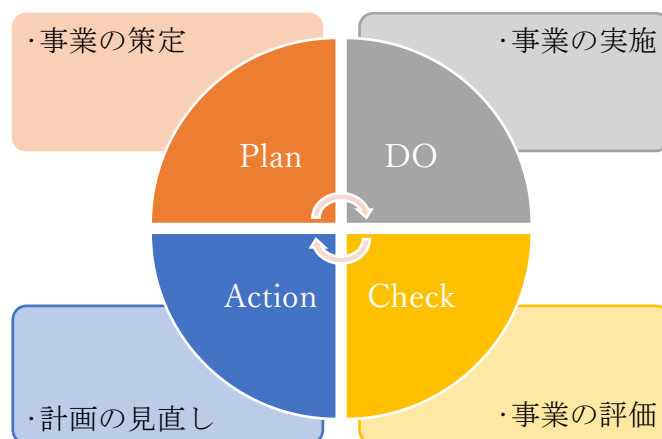 ・事業の策定
・事業の実施
Plan
DO
Action
Check
・計画の見直し
・事業の評価